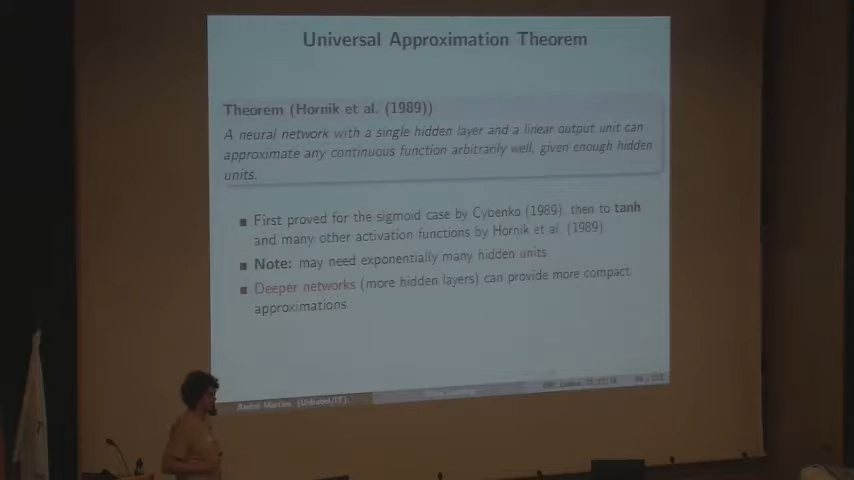 Universal Approximation Theorem
Theorem (Hornik et al. (1989))
A neural network with a single hidden layer and a linear output unit can
approximate any continuous function arbitrarily well, given enough hidden
units.
First proved for the sigmoid case by Cybenko (1989), then to tanh
and many other activation functions by Hornik et al. (1989)
Note: may need exponentially many hidden units
Deeper networks (more hidden layers) can provide more compact
approximations